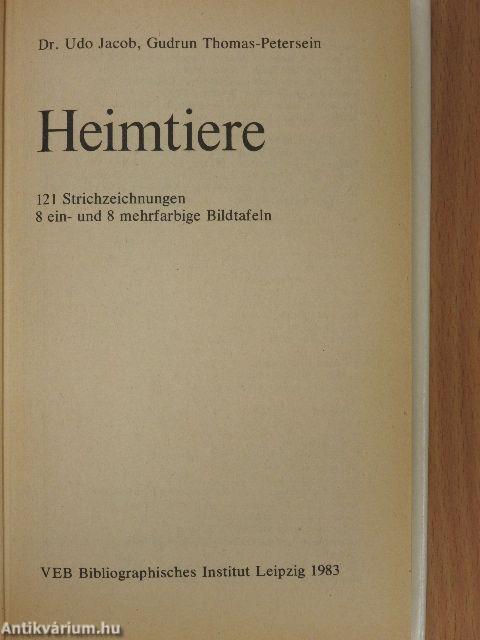 Dr. Udo Jacob, Gudrun Thomas-Petersein
Heimtiere
121 Strichzeichnungen
8 ein- und 8 mehrfarbige Bildtafeln
VEB Bibliographisches Institut Leipzig 1983
Antikvárium.hu